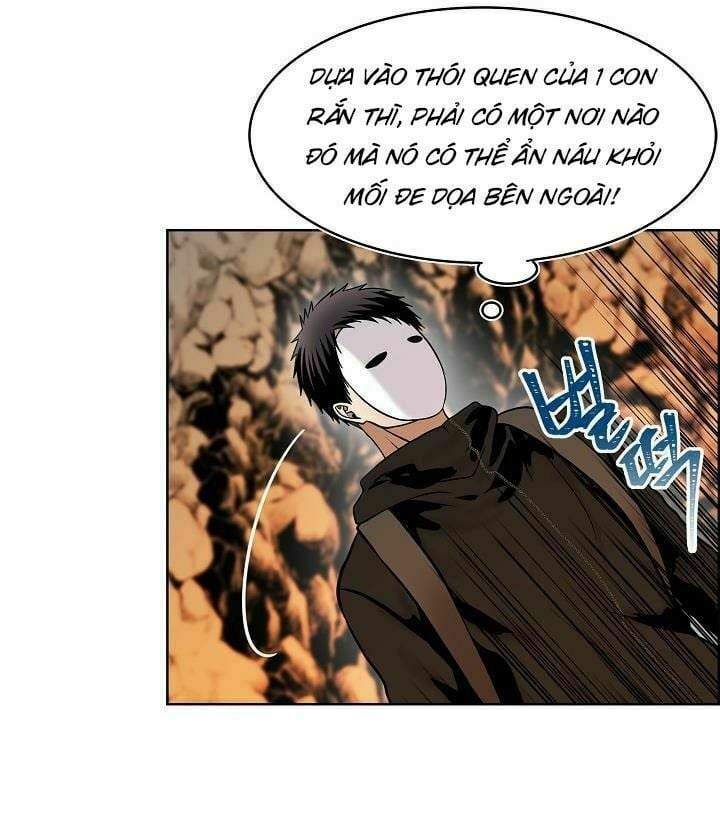 DỰA VÀO THÓI QUEN CỦA 1 CON
RẮN THÌ, PHẢI CÓ MỘT NƠI NÀO
ĐÓ MÀ NÓ CÓ THỂ ẨN NÁU KHỎI
MỐI ĐE DỌA BÊN NGOÀI!